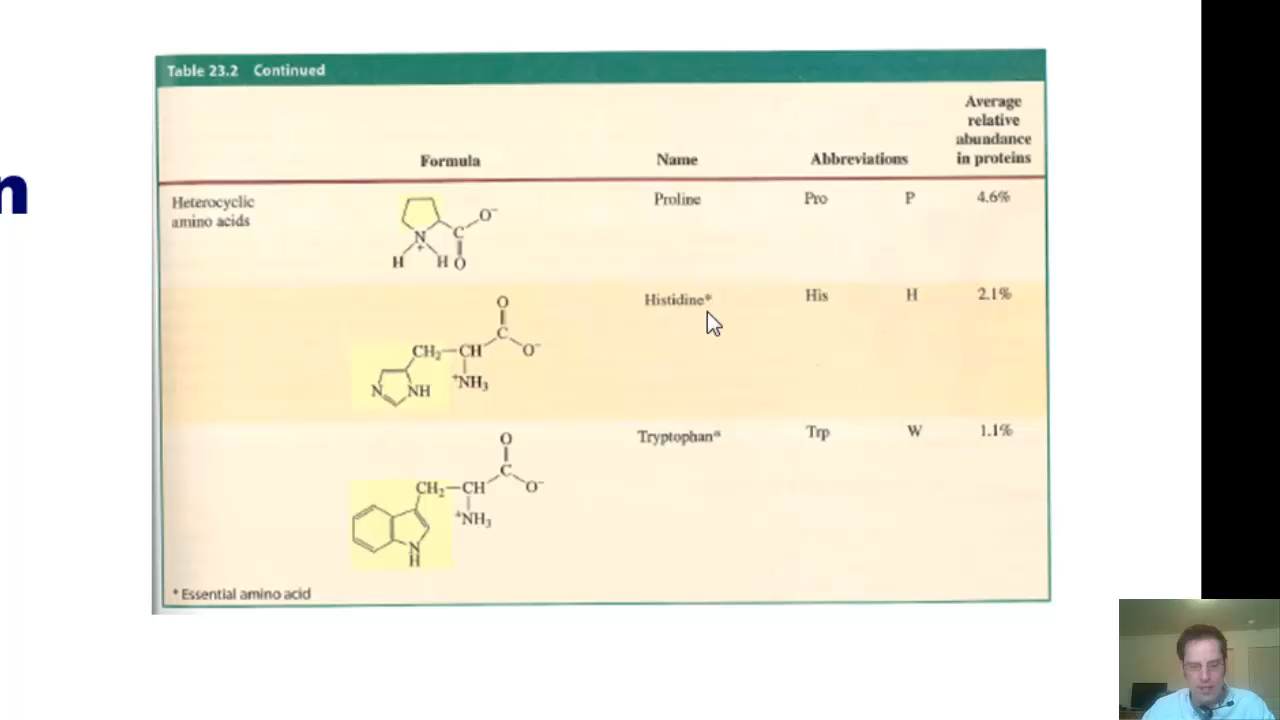 n
Table 23.2 Continued
Average
relative
abundance
in proteins
Formula
Name
Abbreviations
Heterocyclic
amino acids
Proline
Pro
P
4.6%
O⁻
C
N
+
H
H
O
Histidine*
His
H
2.1%
O
C
CH₂—CH
O⁻
⁺NH₃
N
NH
Tryptophan*
Trp
W
1.1%
O
C
CH₂—CH
O⁻
⁺NH₃
N
H
* Essential amino acid